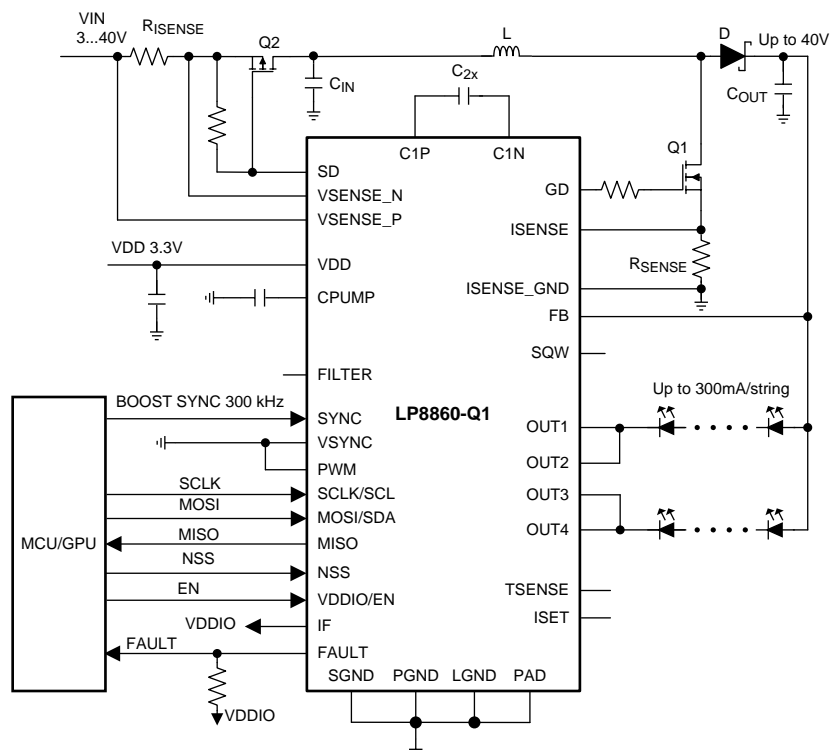 VIN
3...40V
RISENSE
Q2
L
D
Up to 40V
CIN
C2x
COUT
C1P
C1N
Q1
SD
GD
VSENSE_N
VSENSE_P
ISENSE
RSENSE
VDD 3.3V
VDD
ISENSE_GND
CPUMP
FB
SQW
FILTER
Up to 300mA/string
BOOST SYNC 300 kHz
SYNC
LP8860-Q1
OUT1
VSYNC
OUT2
PWM
SCLK
SCLK/SCL
OUT3
MOSI
MOSI/SDA
OUT4
MCU/GPU
MISO
MISO
NSS
NSS
TSENSE
EN
VDDIO/EN
VDDIO
IF
ISET
FAULT
FAULT
SGND
PGND
LGND
PAD
VDDIO